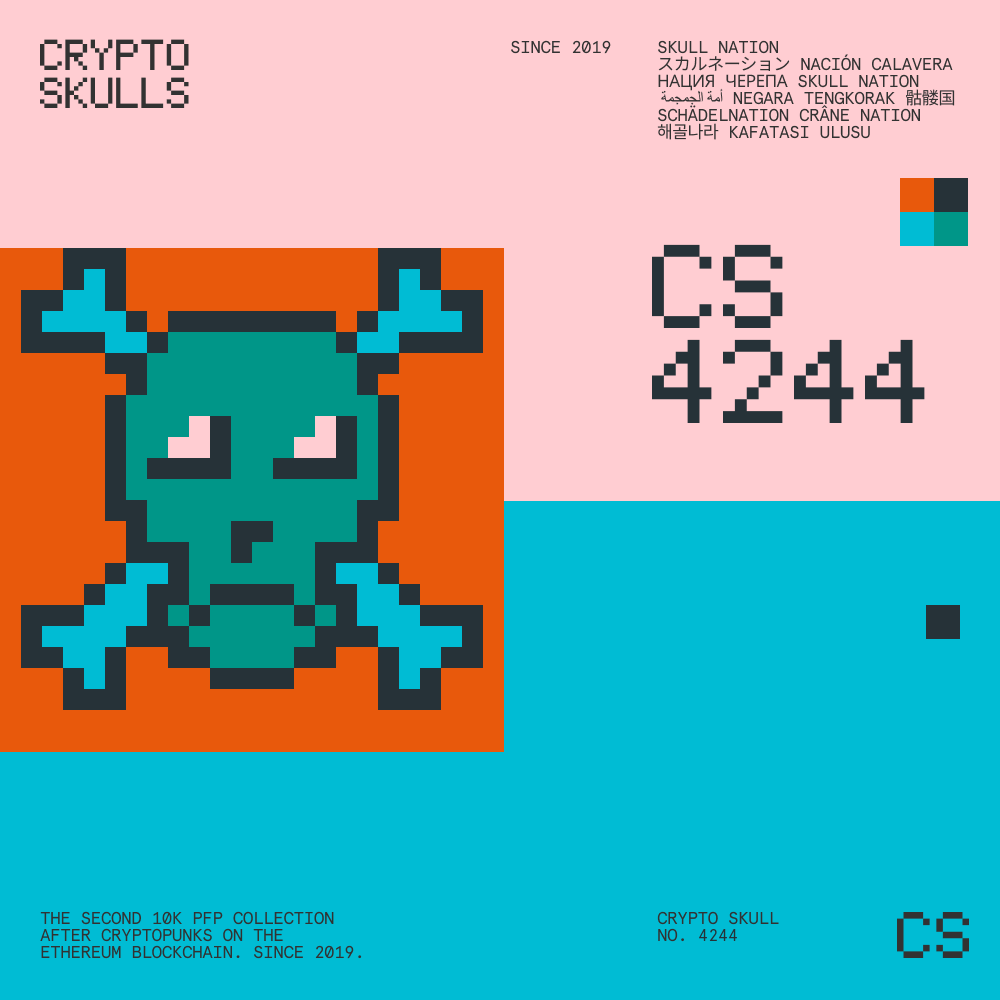 CRYPTO
SKULLS
SINCE 2019
SKULL NATION
スカルネーション NACIÓN CALAVERA
НАЦИЯ ЧЕРЕПА SKULL NATION
أمة الجمجمة NEGARA TENGKORAK 骷髅国
SCHÄDELNATION CRÂNE NATION
해골나라 KAFATASI ULUSU
CS
4244
THE SECOND 10K PFP COLLECTION
AFTER CRYPTOPUNKS ON THE
ETHEREUM BLOCKCHAIN. SINCE 2019.
CRYPTO SKULL
NO. 4244
CS